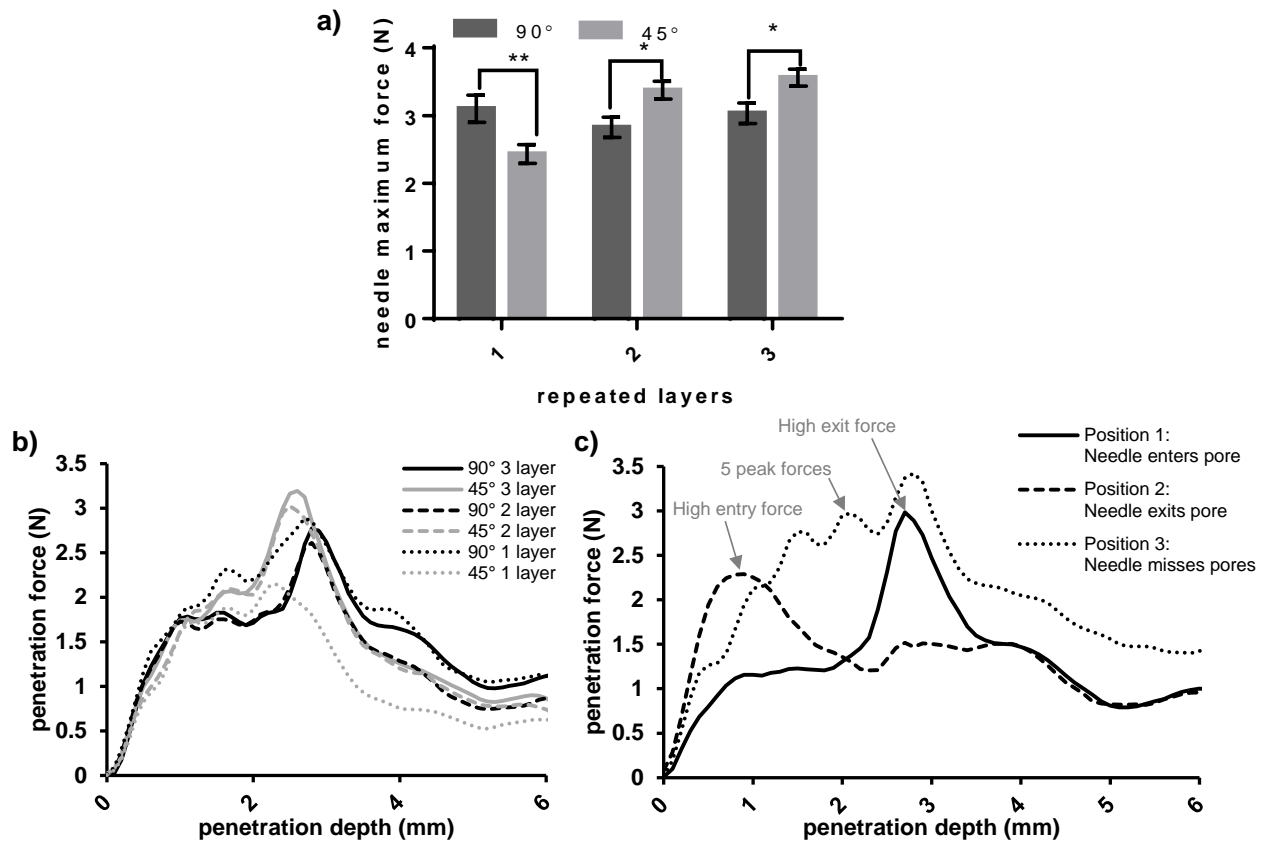 a)
90°
45°
needle maximum force (N)
4
3
2
1
0
**
*
*
1
2
3
repeated layers
b)
penetration force (N)
3.5
3
2.5
2
1.5
1
0.5
0
0
2
4
6
penetration depth (mm)
90° 3 layer
45° 3 layer
90° 2 layer
45° 2 layer
90° 1 layer
45° 1 layer
c)
penetration force (N)
3.5
3
2.5
2
1.5
1
0.5
0
0
1
2
3
4
5
6
penetration depth (mm)
High exit force
5 peak forces
High entry force
Position 1:
Needle enters pore
Position 2:
Needle exits pore
Position 3:
Needle misses pores